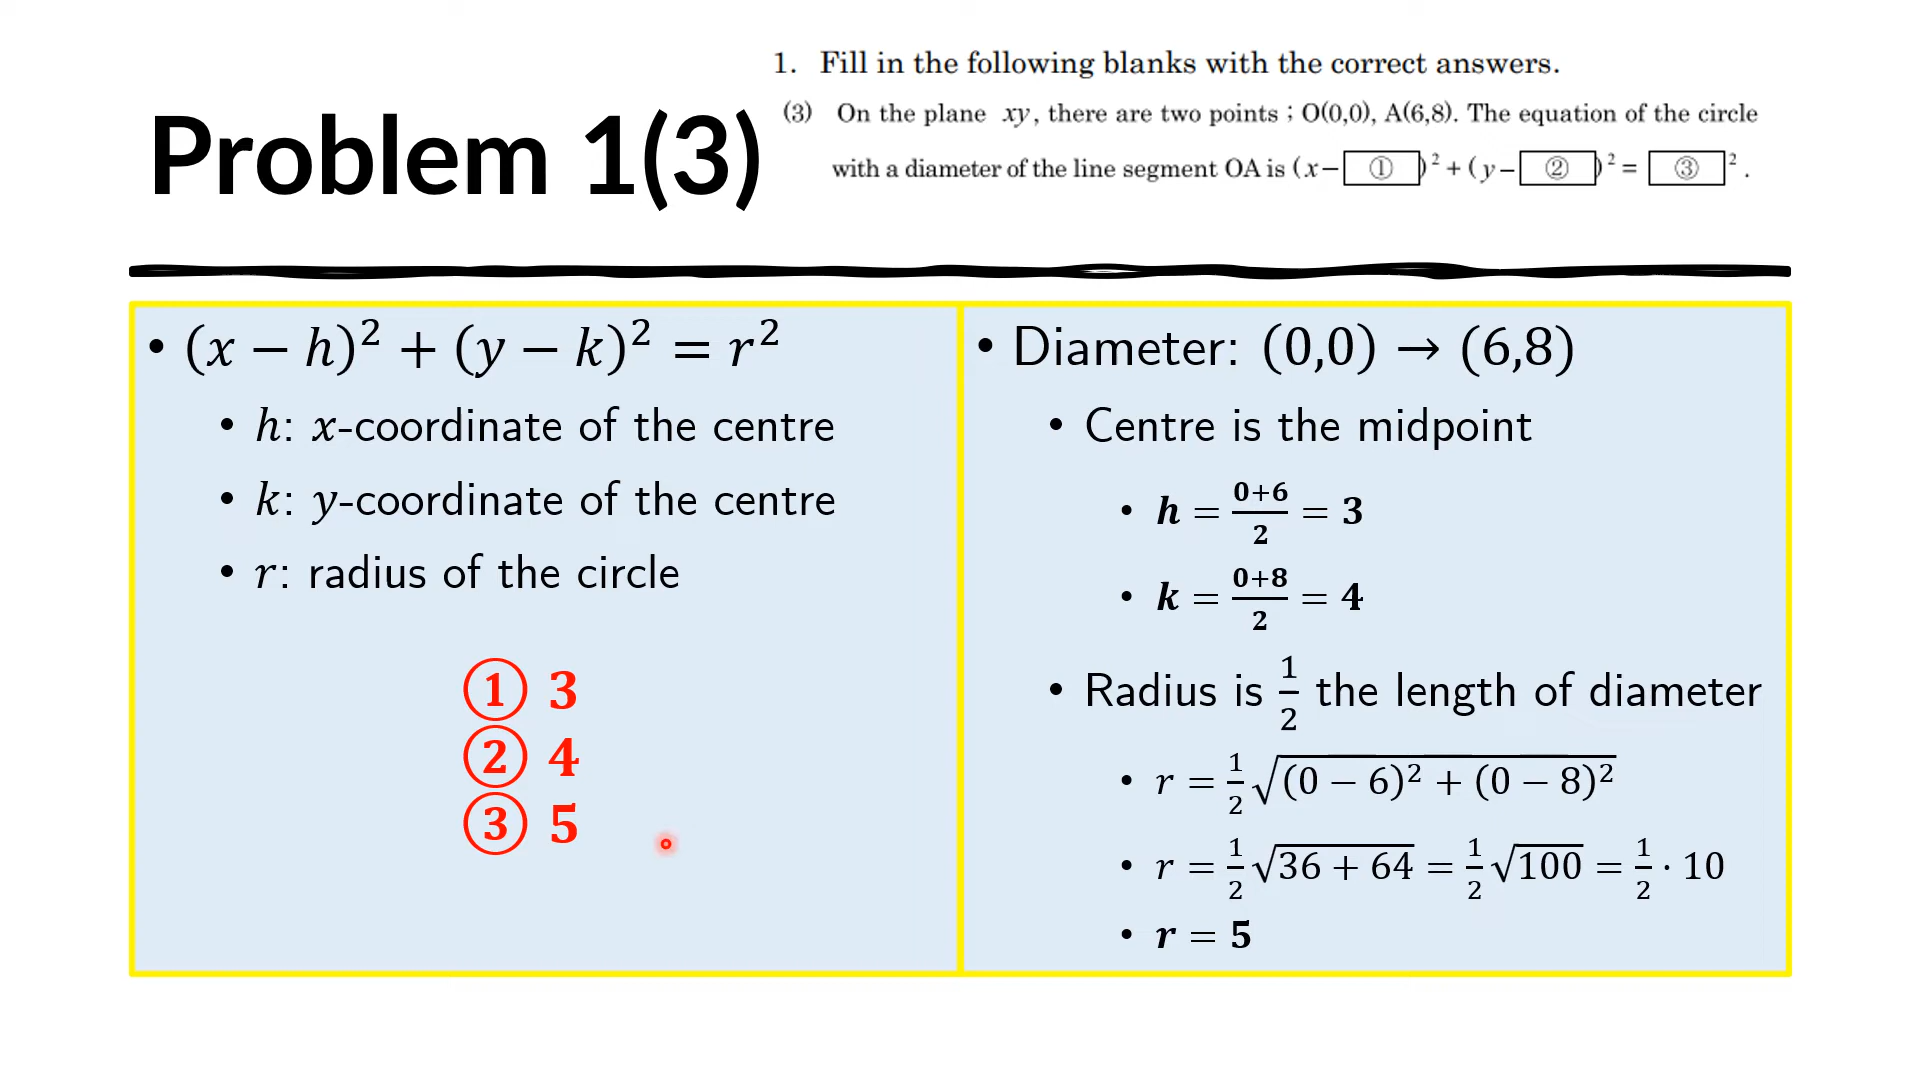 Problem 1(3)
1. Fill in the following blanks with the correct answers.
(3) On the plane xy, there are two points ; O(0,0), A(6,8). The equation of the circle
with a diameter of the line segment OA is (x − ①)² + (y − ②)² = ③².
• (x − h)² + (y − k)² = r²
• h: x-coordinate of the centre
• k: y-coordinate of the centre
• r: radius of the circle
① 3
② 4
③ 5
• Diameter: (0,0) → (6,8)
• Centre is the midpoint
• h = (0+6)/2 = 3
• k = (0+8)/2 = 4
• Radius is 1/2 the length of diameter
• r = 1/2 √((0 − 6)² + (0 − 8)²)
• r = 1/2 √(36 + 64) = 1/2 √100 = 1/2 · 10
• r = 5